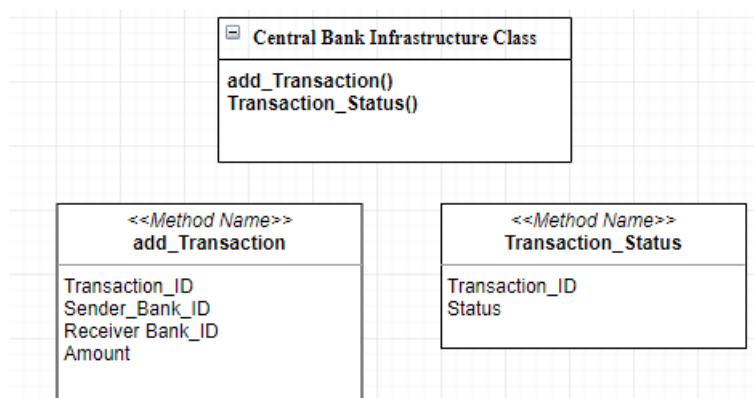 Central Bank Infrastructure Class
add_Transaction()
Transaction_Status()
<<Method Name>>
add_Transaction
Transaction_ID
Sender_Bank_ID
Receiver Bank_ID
Amount
<<Method Name>>
Transaction_Status
Transaction_ID
Status